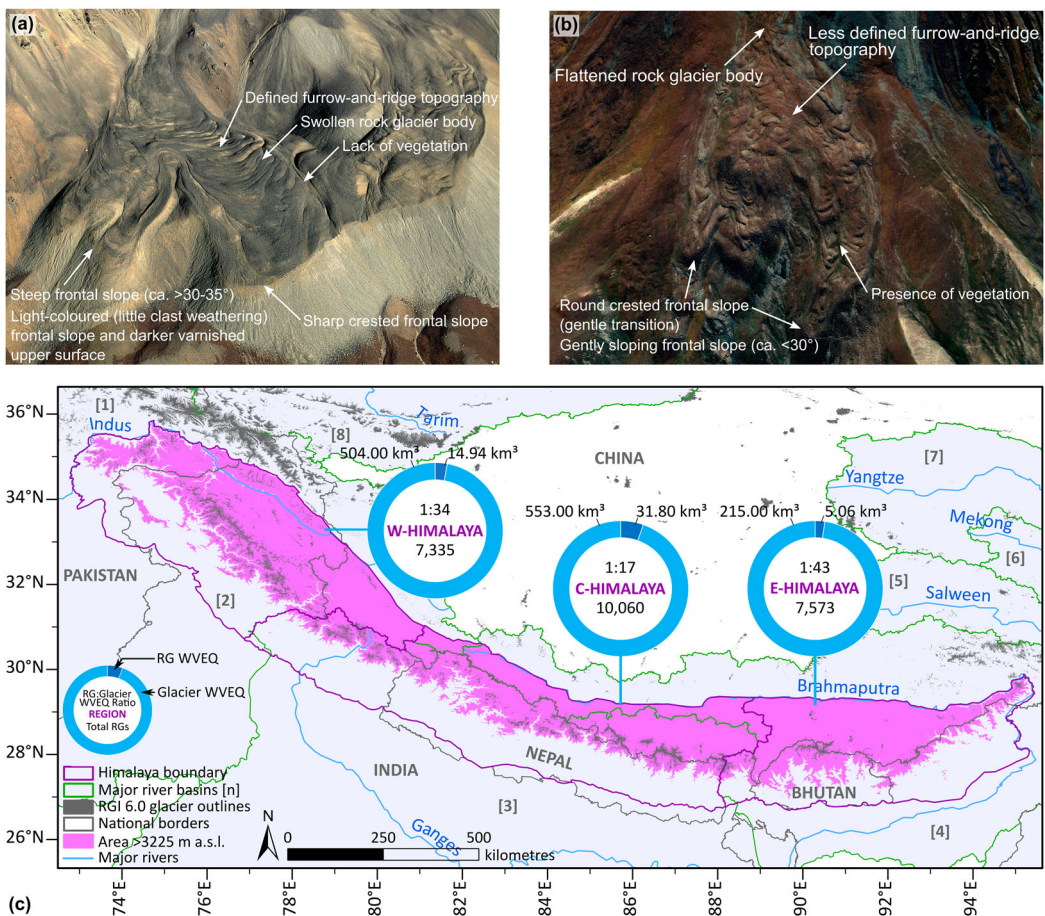 (a)
Defined furrow-and-ridge topography
Swollen rock glacier body
Lack of vegetation
Steep frontal slope (ca. >30-35°)
Light-coloured (little clast weathering)
frontal slope and darker varnished
upper surface
Sharp crested frontal slope
(b)
Less defined furrow-and-ridge
topography
Flattened rock glacier body
Round crested frontal slope
(gentle transition)
Gently sloping frontal slope (ca. <30°)
Presence of vegetation
36°N
34°N
32°N
30°N
28°N
26°N
[1]
Indus
[8]
Tarim
504.00 km³
14.94 km³
1:34
W-HIMALAYA
7,335
CHINA
553.00 km³
31.80 km³
1:17
C-HIMALAYA
10,060
215.00 km³
5.06 km³
1:43
E-HIMALAYA
7,573
[7]
Yangtze
Mekong
[6]
[5]
Salween
PAKISTAN
[2]
Brahmaputra
RG WVEQ
Glacier WVEQ
RG:Glacier
WVEQ Ratio
REGION
Total RGs
INDIA
NEPAL
BHUTAN
[3]
Ganges
[4]
Himalaya boundary
Major river basins [n]
RGI 6.0 glacier outlines
National borders
Area >3225 m a.s.l.
Major rivers
N
0
250
500
kilometres
(c)
74°E
76°E
78°E
80°E
82°E
84°E
86°E
88°E
90°E
92°E
94°E